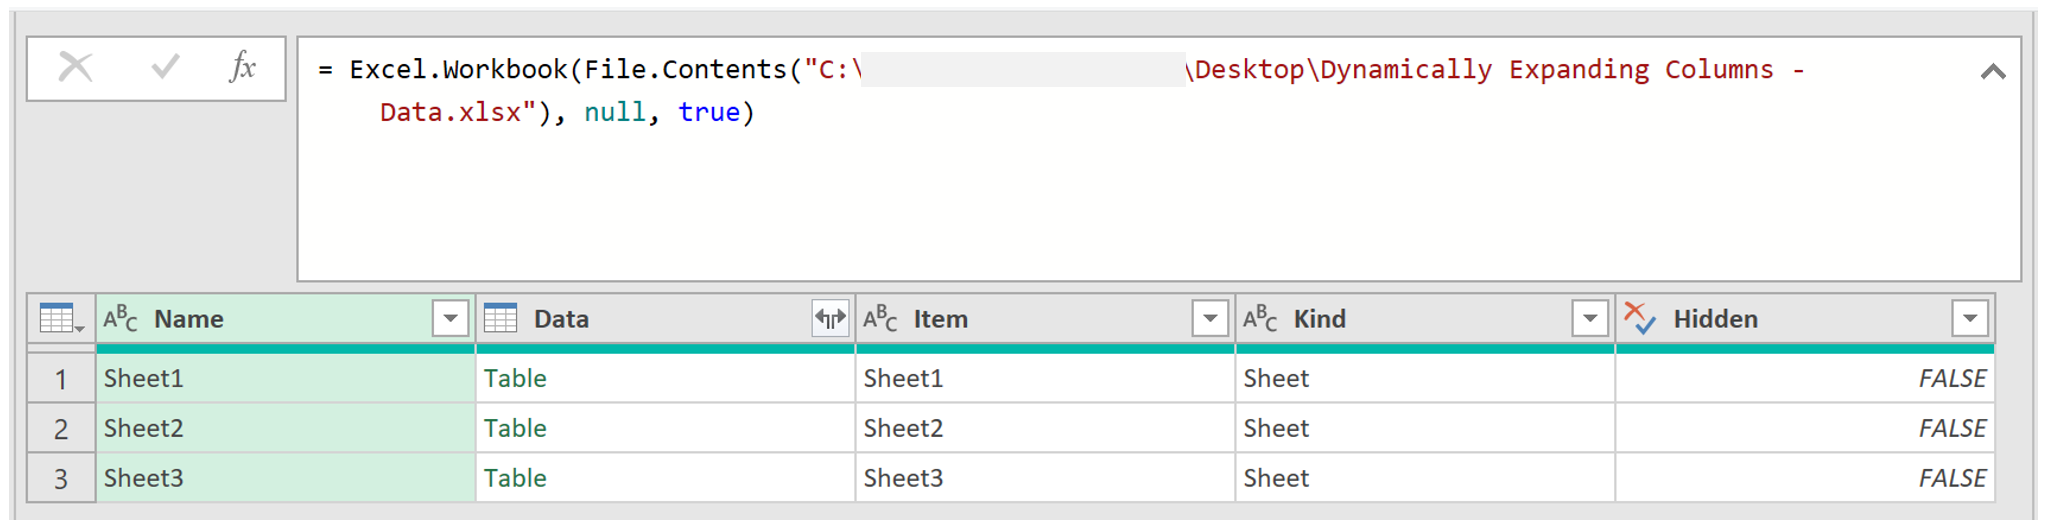 fx
= Excel.Workbook(File.Contents("C:\ \Desktop\Dynamically Expanding Columns -
Data.xlsx"), null, true)
ABC Name Data ABC Item ABC Kind Hidden
1 Sheet1 Table Sheet1 Sheet FALSE
2 Sheet2 Table Sheet2 Sheet FALSE
3 Sheet3 Table Sheet3 Sheet FALSE